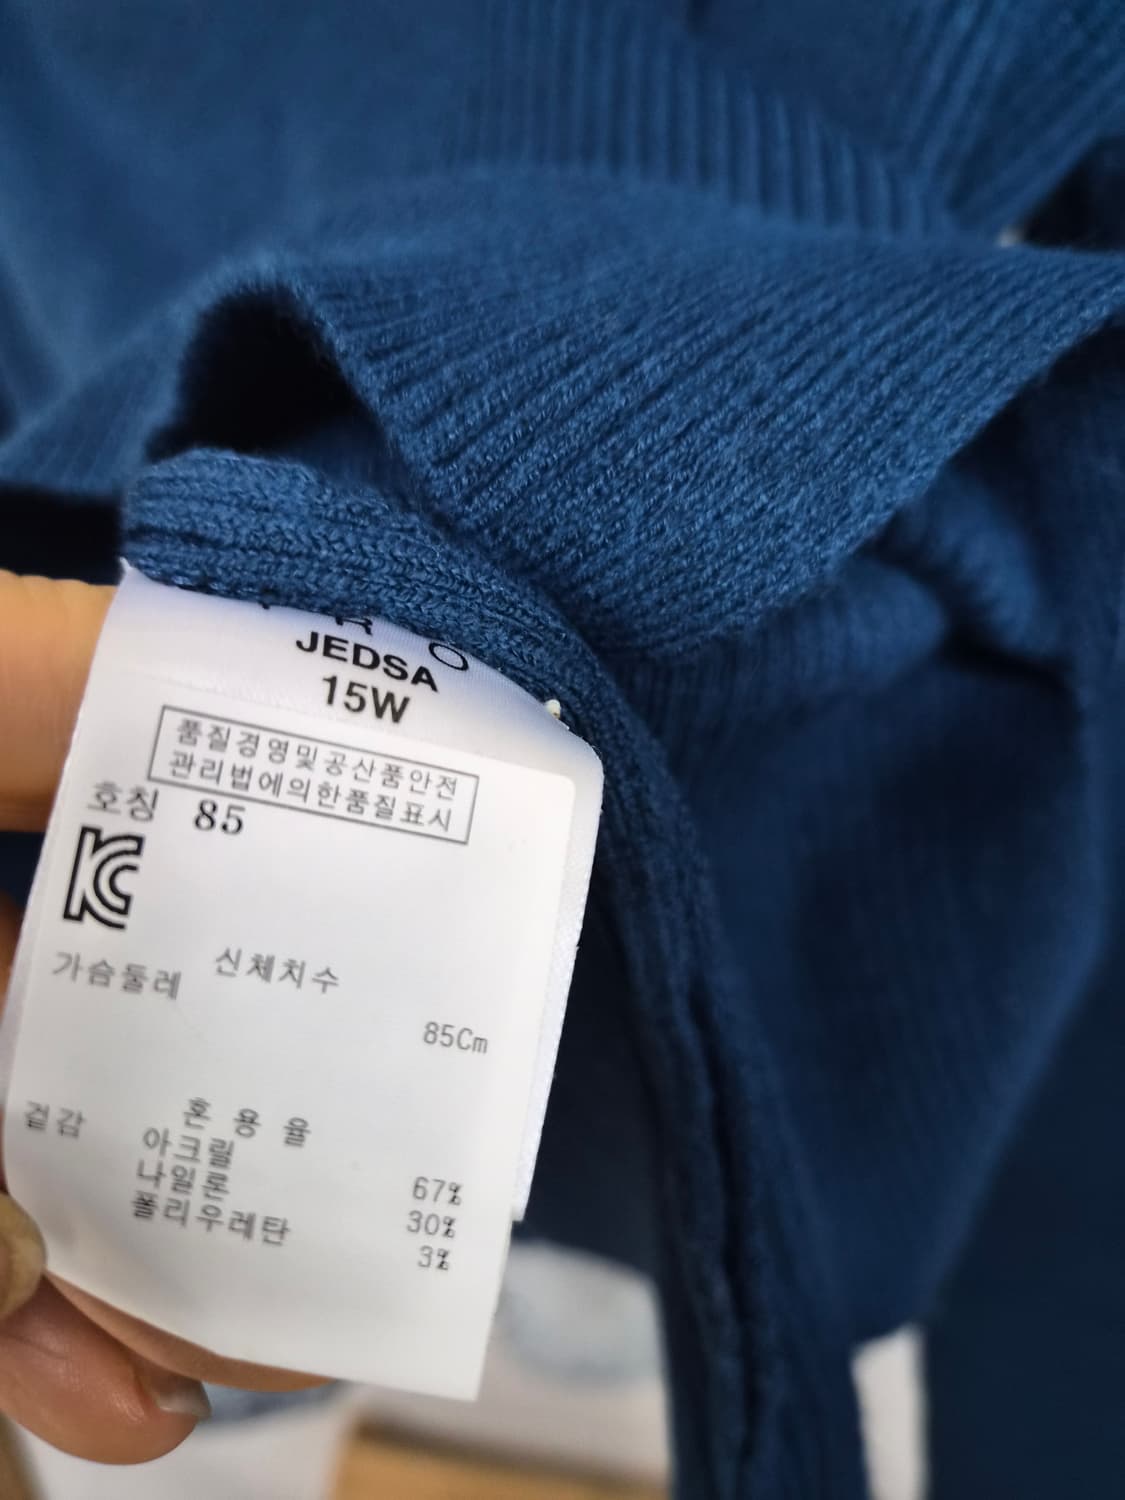 R O
JEDSA
15W
품질경영및공산품안전
관리법에의한품질표시
호칭 85
신체치수
가슴둘레
85Cm
혼 용 율
겉감
아크릴 67%
나일론 30%
폴리우레탄 3%